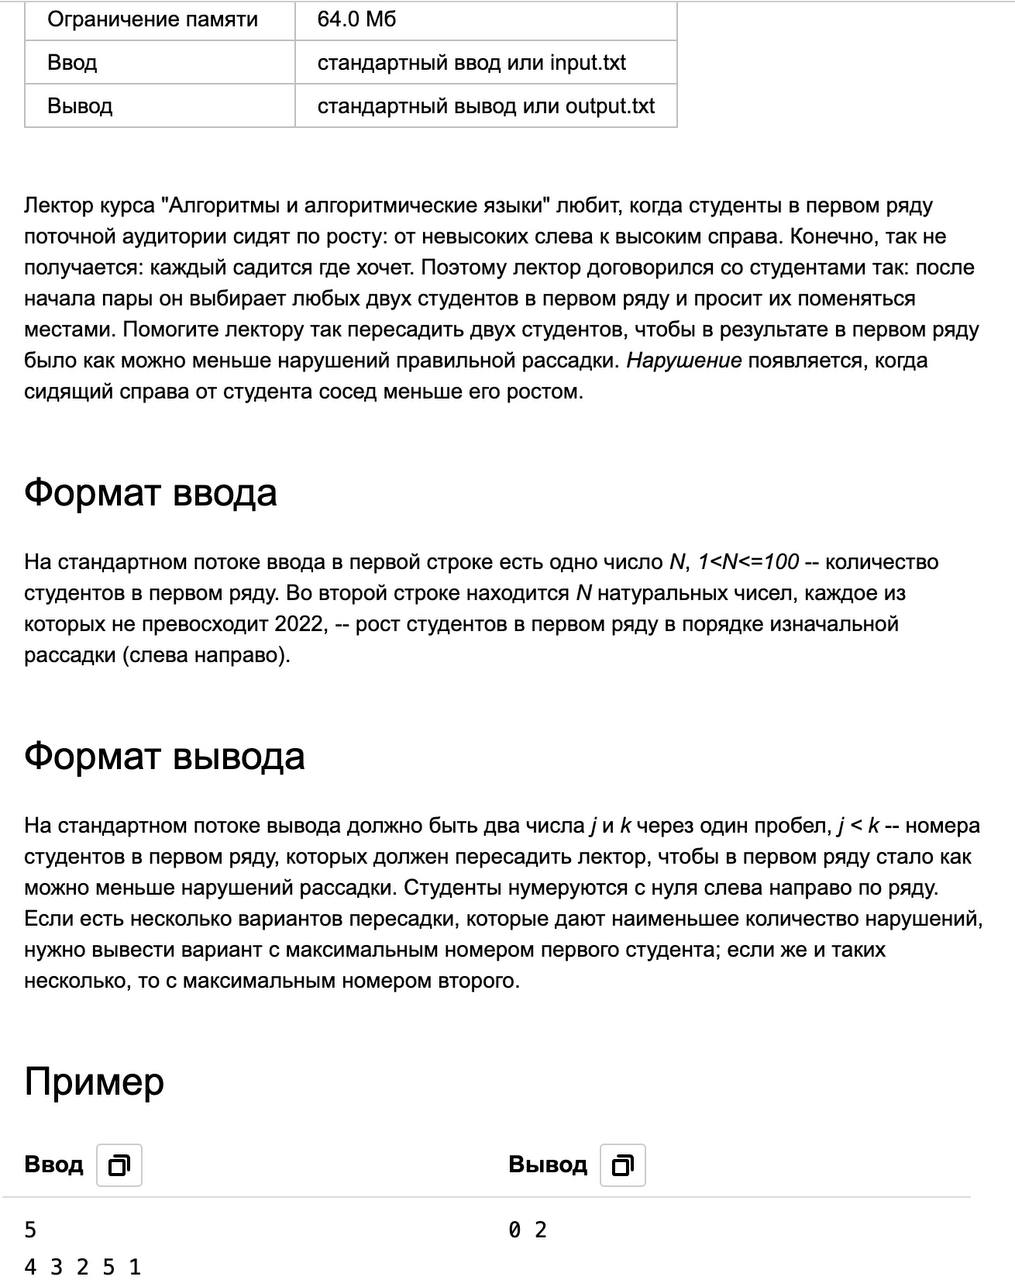 Ограничение памяти 64.0 Мб
Ввод стандартный ввод или input.txt
Вывод стандартный вывод или output.txt
Лектор курса "Алгоритмы и алгоритмические языки" любит, когда студенты в первом ряду
поточной аудитории сидят по росту: от невысоких слева к высоким справа. Конечно, так не
получается: каждый садится где хочет. Поэтому лектор договорился со студентами так: после
начала пары он выбирает любых двух студентов в первом ряду и просит их поменяться
местами. Помогите лектору так пересадить двух студентов, чтобы в результате в первом ряду
было как можно меньше нарушений правильной рассадки. Нарушение появляется, когда
сидящий справа от студента сосед меньше его ростом.
Формат ввода
На стандартном потоке ввода в первой строке есть одно число N, 1<N<=100 -- количество
студентов в первом ряду. Во второй строке находится N натуральных чисел, каждое из
которых не превосходит 2022, -- рост студентов в первом ряду в порядке изначальной
рассадки (слева направо).
Формат вывода
На стандартном потоке вывода должно быть два числа j и k через один пробел, j < k -- номера
студентов в первом ряду, которых должен пересадить лектор, чтобы в первом ряду стало как
можно меньше нарушений рассадки. Студенты нумеруются с нуля слева направо по ряду.
Если есть несколько вариантов пересадки, которые дают наименьшее количество нарушений,
нужно вывести вариант с максимальным номером первого студента; если же и таких
несколько, то с максимальным номером второго.
Пример
Ввод Вывод
5 0 2
4 3 2 5 1